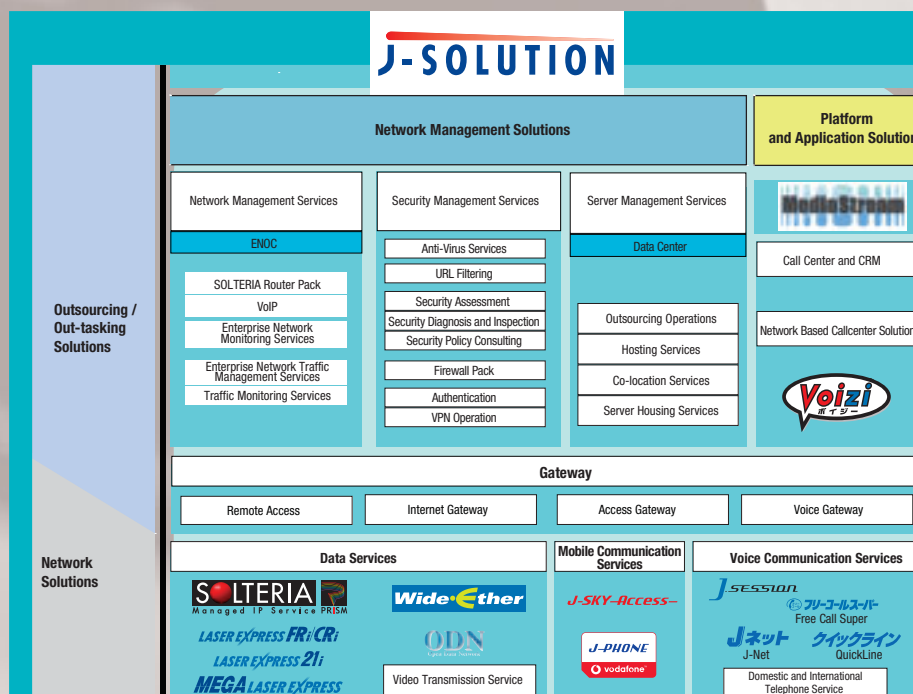 J-SOLUTION
Network Management Solutions
Platform
and Application Solution
Network Management Services
Security Management Services
Server Management Services
MediaStream
ENOC
Anti-Virus Services
Data Center
URL Filtering
Call Center and CRM
SOLTERIA Router Pack
VoIP
Enterprise Network
Monitoring Services
Enterprise Network Traffic
Management Services
Traffic Monitoring Services
Security Assessment
Security Diagnosis and Inspection
Security Policy Consulting
Firewall Pack
Authentication
VPN Operation
Outsourcing Operations
Hosting Services
Co-location Services
Server Housing Services
Network Based Callcenter Solution
Voizi
ボイジー
Outsourcing /
Out-tasking
Solutions
Gateway
Remote Access
Internet Gateway
Access Gateway
Voice Gateway
Network
Solutions
Data Services
Mobile Communication
Services
Voice Communication Services
SOLTERIA PRISM
Managed IP Service
LASER EXPRESS FRi/CRi
LASER EXPRESS 21i
MEGA LASER EXPRESS
Wide-Ether
ODN
Video Transmission Service
J-SKY-Access
J-PHONE
vodafone
J-SESSION
フリーコールスーパー
Free Call Super
Jネット
J-Net
クイックライン
QuickLine
Domestic and International
Telephone Service